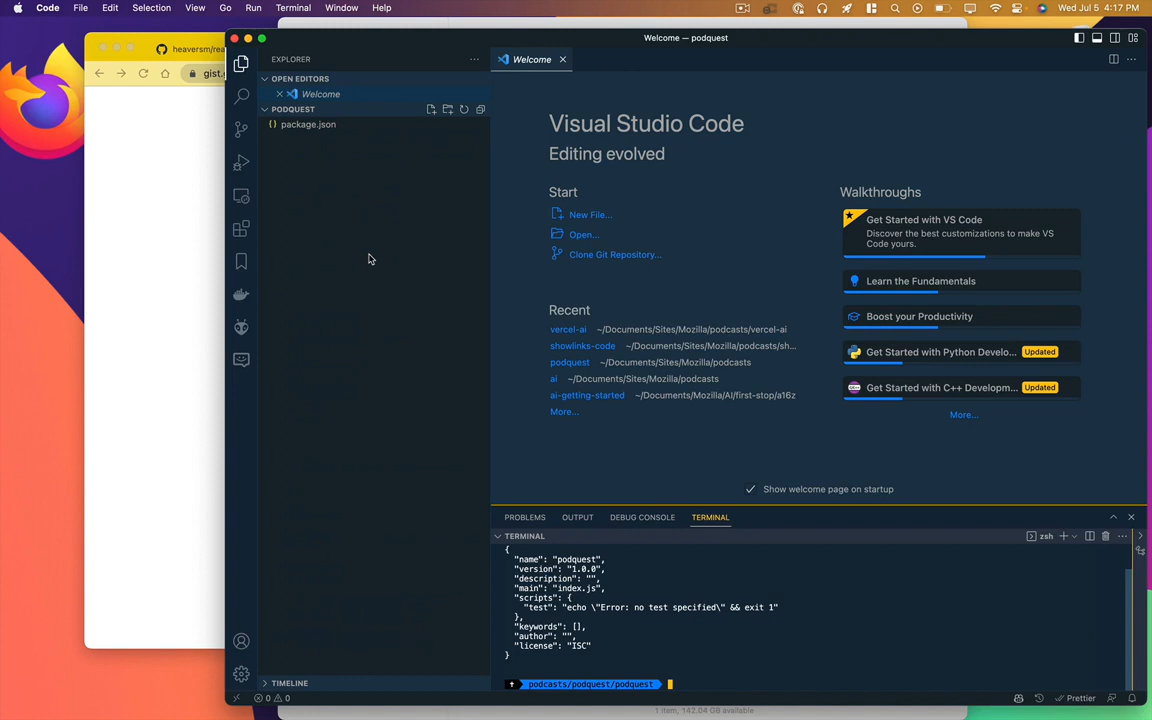 Code File Edit Selection View Go Run Terminal Window Help
Wed Jul 5 4:17 PM
heaversm/rea
gist.
Welcome — podquest
EXPLORER
OPEN EDITORS
Welcome
PODQUEST
package.json
TIMELINE
Welcome
Visual Studio Code
Editing evolved
Start
New File...
Open...
Clone Git Repository...
Recent
vercel-ai ~/Documents/Sites/Mozilla/podcasts/vercel-ai
showlinks-code ~/Documents/Sites/Mozilla/podcasts/sh...
podquest ~/Documents/Sites/Mozilla/podcasts
ai ~/Documents/Sites/Mozilla/podcasts
ai-getting-started ~/Documents/Mozilla/AI/first-stop/a16z
More...
Walkthroughs
Get Started with VS Code
Discover the best customizations to make VS
Code yours.
Learn the Fundamentals
Boost your Productivity
Get Started with Python Develo... Updated
Get Started with C++ Developm... Updated
More...
Show welcome page on startup
PROBLEMS OUTPUT DEBUG CONSOLE TERMINAL
TERMINAL
zsh
{
"name": "podquest",
"version": "1.0.0",
"description": "",
"main": "index.js",
"scripts": {
"test": "echo \"Error: no test specified\" && exit 1"
},
"keywords": [],
"author": "",
"license": "ISC"
}
podcasts/podquest/podquest
0 0
Prettier
1 item, 142.04 GB available